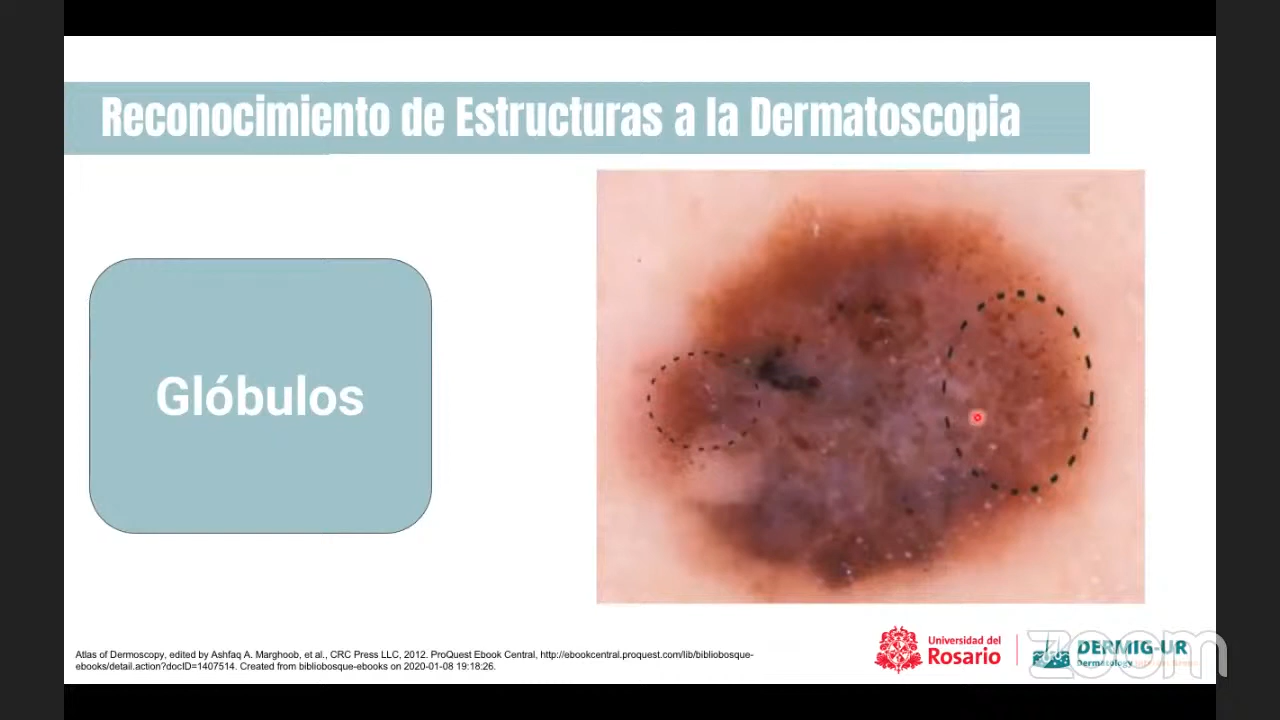 Reconocimiento de Estructuras a la Dermatoscopia
Glóbulos
Atlas of Dermoscopy, edited by Ashfaq A. Marghoob, et al., CRC Press LLC, 2012. ProQuest Ebook Central, http://ebookcentral.proquest.com/lib/bibliobosque-
ebooks/detail.action?docID=1407514. Created from bibliobosque-ebooks on 2020-01-08 19:18:26.
Universidad del
Rosario
DERMIG-UR
Dermatology
zoom